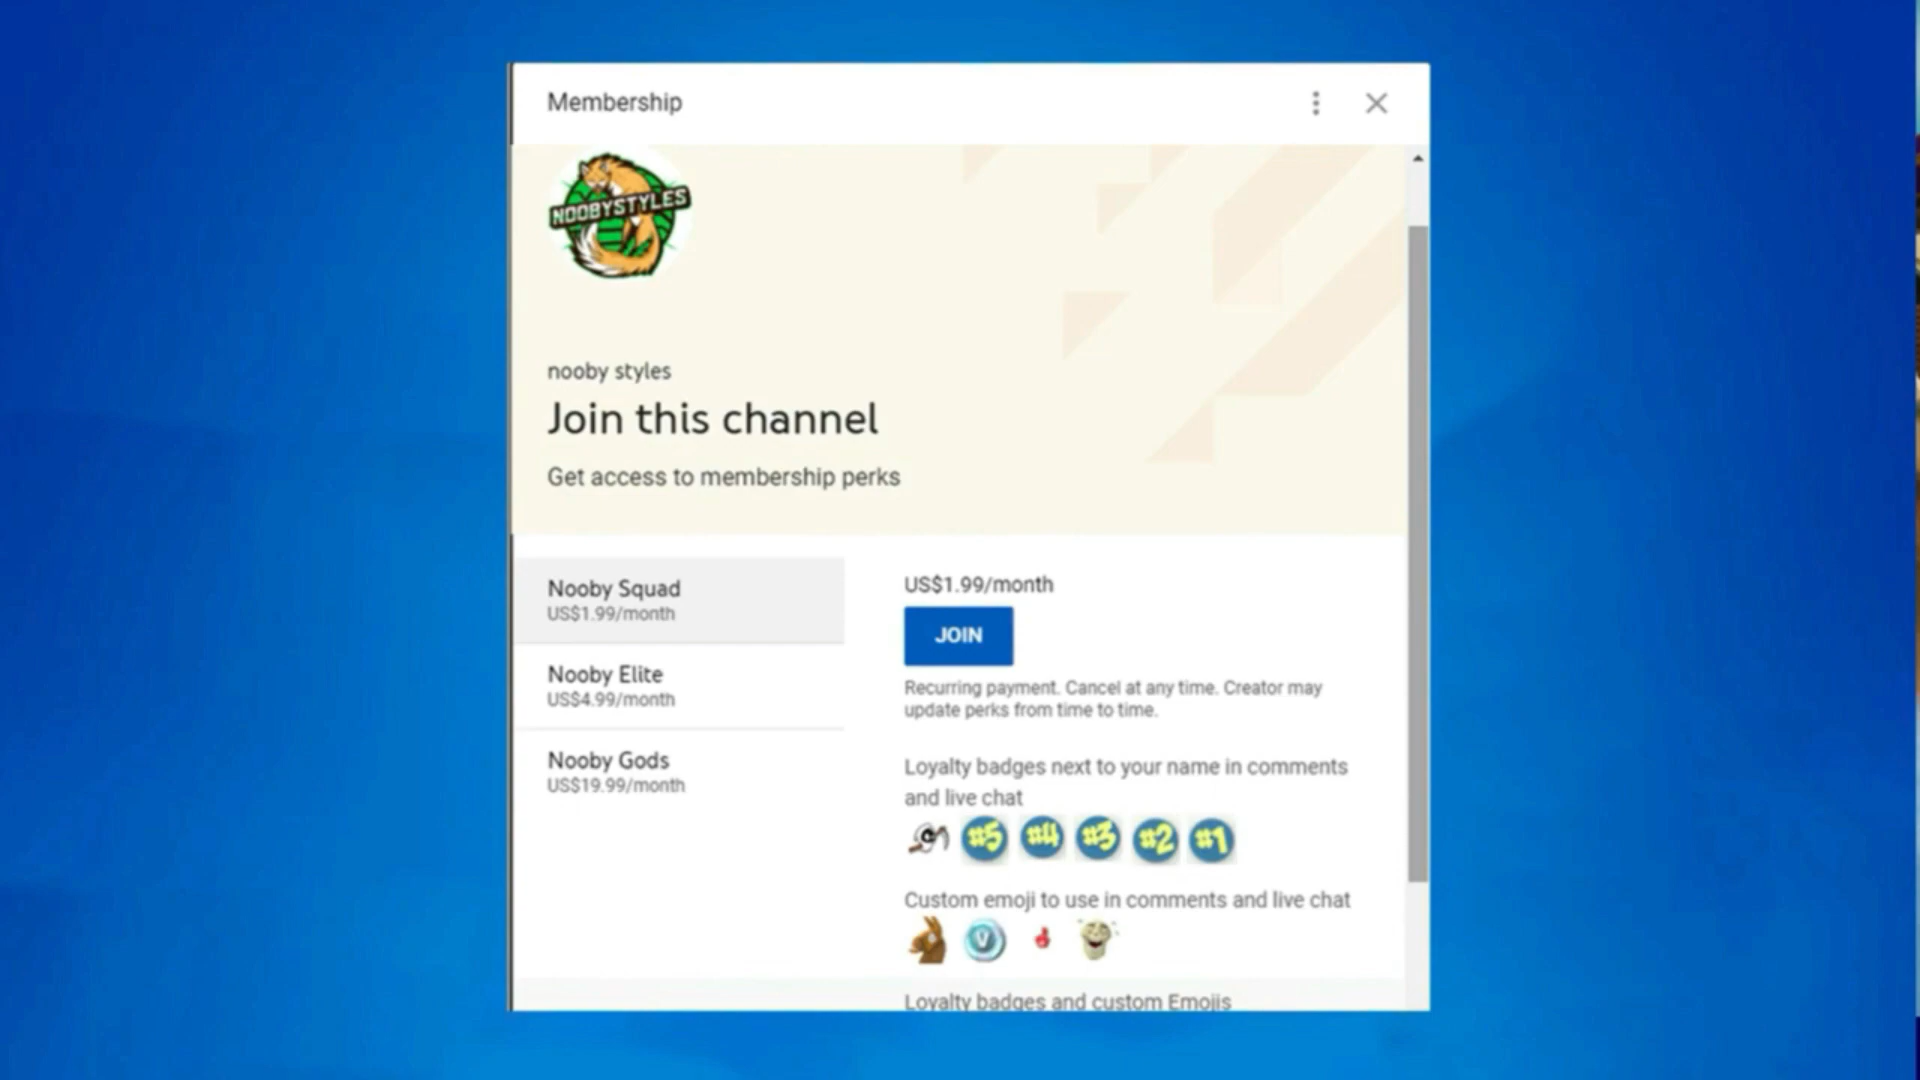 Membership
NOOBYSTYLES
nooby styles
Join this channel
Get access to membership perks
Nooby Squad
US$1.99/month
Nooby Elite
US$4.99/month
Nooby Gods
US$19.99/month
US$1.99/month
JOIN
Recurring payment. Cancel at any time. Creator may
update perks from time to time.
Loyalty badges next to your name in comments
and live chat
#5 #4 #3 #2 #1
Custom emoji to use in comments and live chat
V
Loyalty badges and custom Emojis